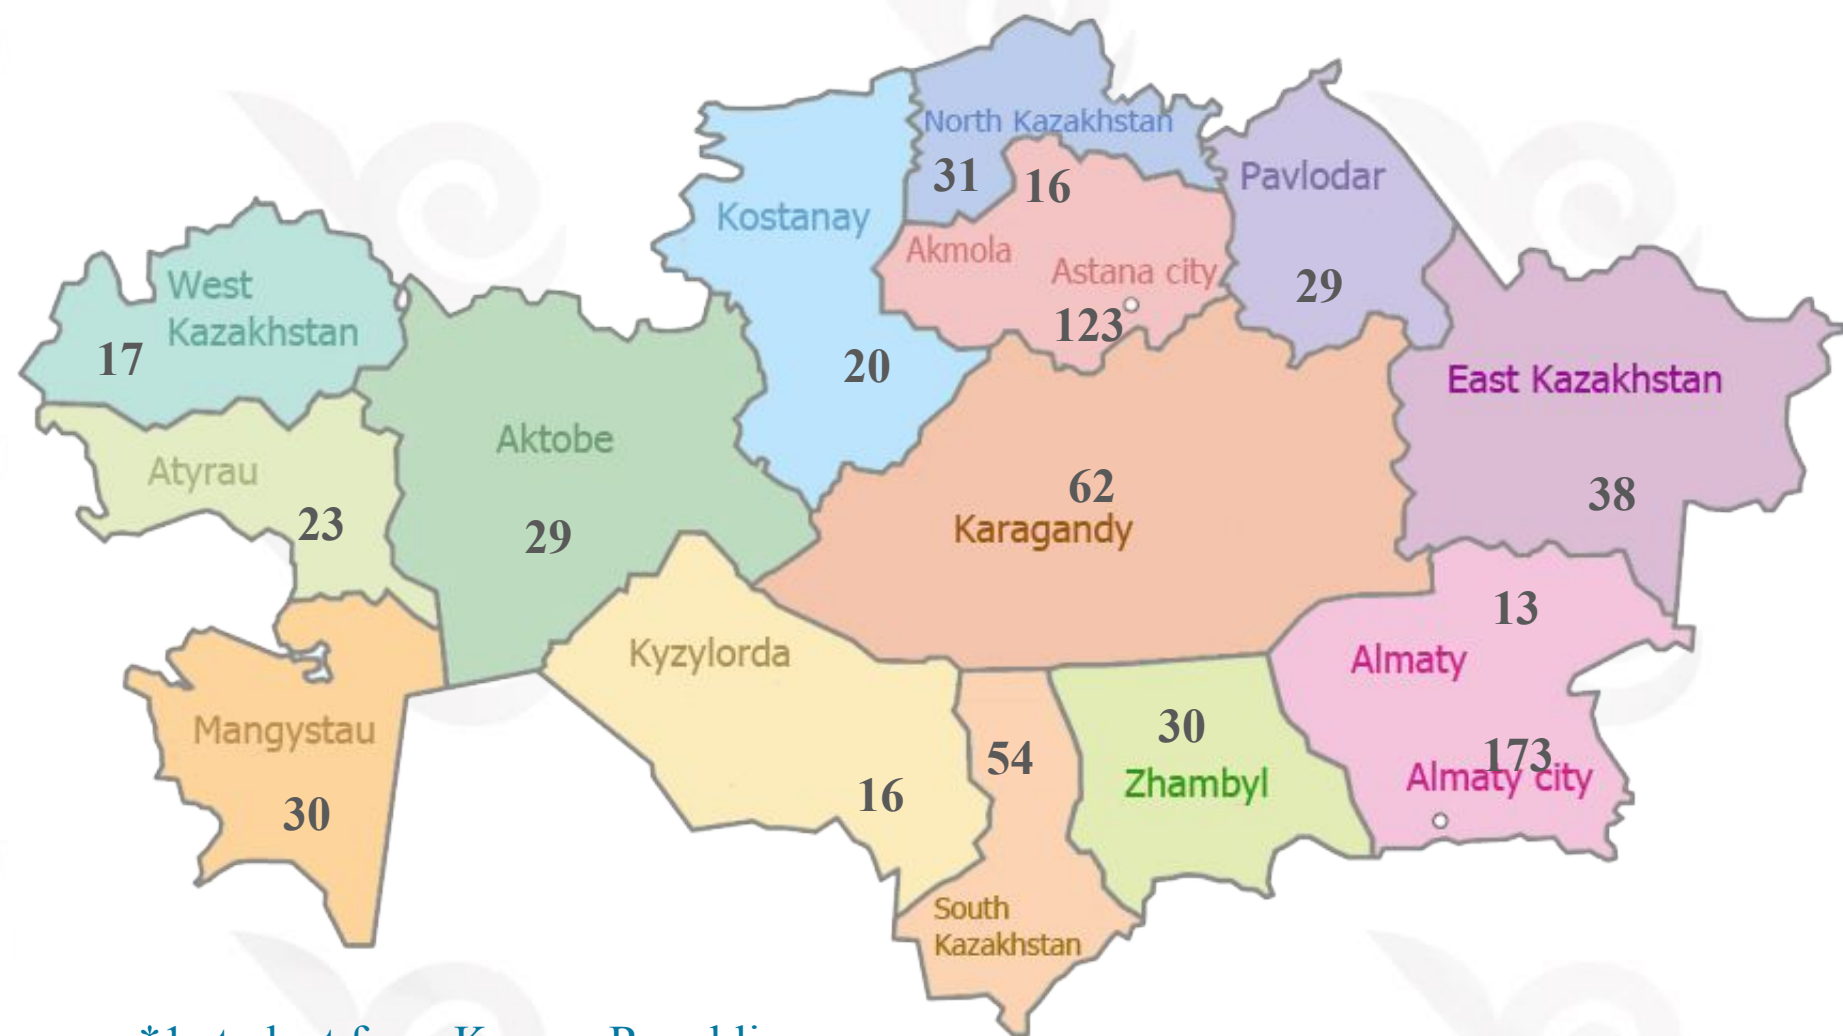 North Kazakhstan
31
16
Pavlodar
Kostanay
Akmola
Astana city
29
123
West
Kazakhstan
17
20
East Kazakhstan
Aktobe
Atyrau
62
38
23
29
Karagandy
13
Kyzylorda
Almaty
Mangystau
30
54
30
173
Zhambyl
Almaty city
16
South
Kazakhstan